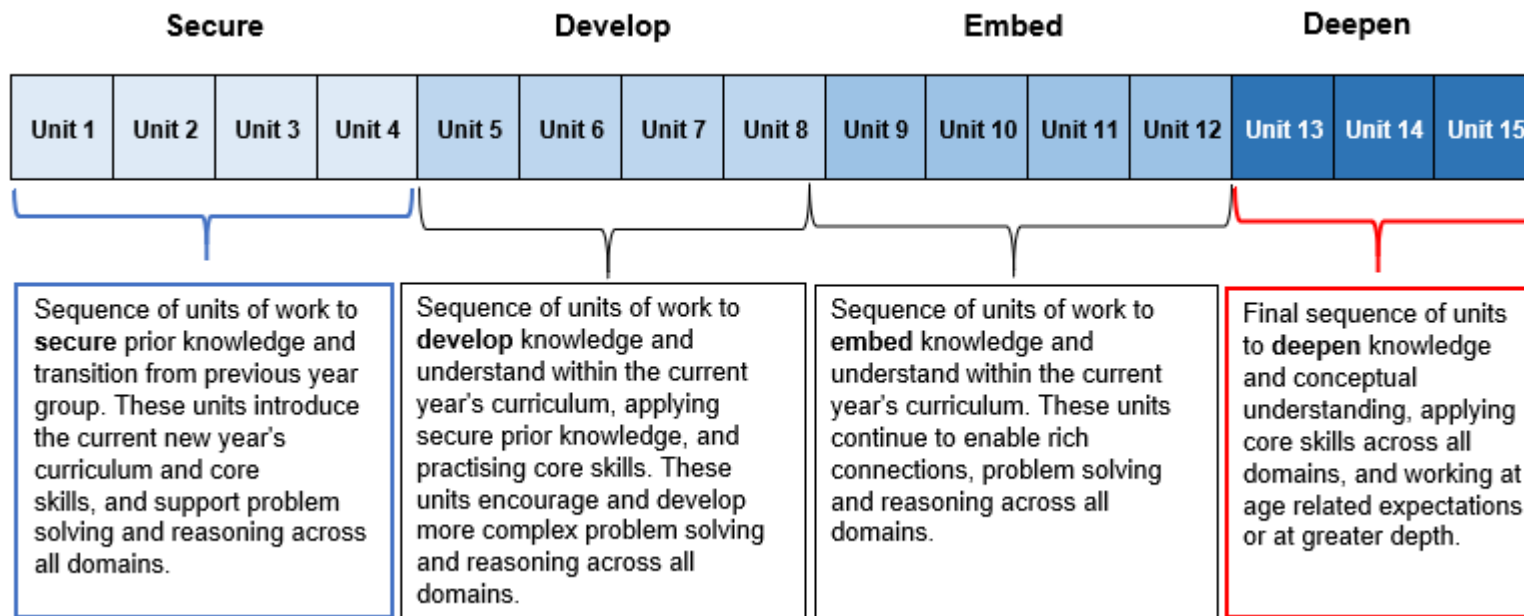 Secure
Develop
Embed
Deepen
Unit 1
Unit 2
Unit 3
Unit 4
Unit 5
Unit 6
Unit 7
Unit 8
Unit 9
Unit 10
Unit 11
Unit 12
Unit 13
Unit 14
Unit 15
Sequence of units of work to
secure prior knowledge and
transition from previous year
group. These units introduce
the current new year's
curriculum and core
skills, and support problem
solving and reasoning across
all domains.
Sequence of units of work to
develop knowledge and
understand within the current
year's curriculum, applying
secure prior knowledge, and
practising core skills. These
units encourage and develop
more complex problem solving
and reasoning across all
domains.
Sequence of units of work to
embed knowledge and
understand within the current
year's curriculum. These units
continue to enable rich
connections, problem solving
and reasoning across all
domains.
Final sequence of units
to deepen knowledge
and conceptual
understanding, applying
core skills across all
domains, and working at
age related expectations
or at greater depth.